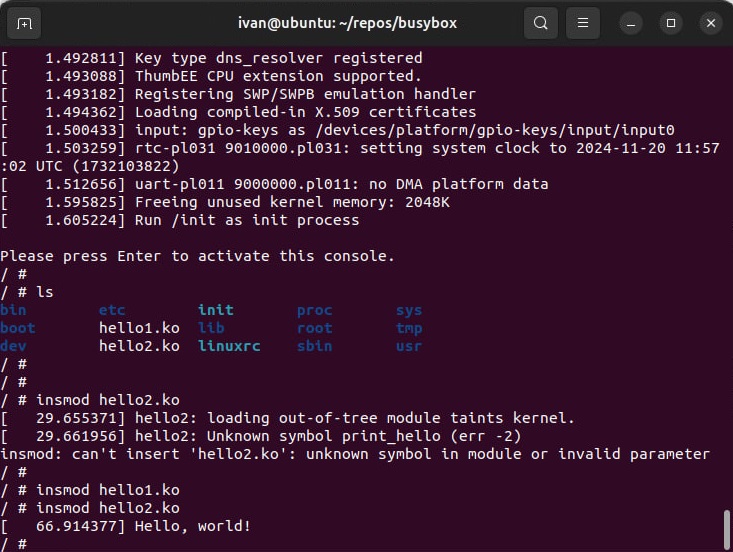 ivan@ubuntu: ~/repos/busybox
[    1.492811] Key type dns_resolver registered
[    1.493088] ThumbEE CPU extension supported.
[    1.493182] Registering SWP/SWPB emulation handler
[    1.494362] Loading compiled-in X.509 certificates
[    1.500433] input: gpio-keys as /devices/platform/gpio-keys/input/input0
[    1.503259] rtc-pl031 9010000.pl031: setting system clock to 2024-11-20 11:57
:02 UTC (1732103822)
[    1.512656] uart-pl011 9000000.pl011: no DMA platform data
[    1.595825] Freeing unused kernel memory: 2048K
[    1.605224] Run /init as init process
Please press Enter to activate this console.
/ #
/ # ls
bin        etc        init       proc       sys
boot       hello1.ko  lib        root       tmp
dev        hello2.ko  linuxrc    sbin       usr
/ #
/ #
/ # insmod hello2.ko
[   29.655371] hello2: loading out-of-tree module taints kernel.
[   29.661956] hello2: Unknown symbol print_hello (err -2)
insmod: can't insert 'hello2.ko': unknown symbol in module or invalid parameter
/ #
/ # insmod hello1.ko
/ # insmod hello2.ko
[   66.914377] Hello, world!
/ #